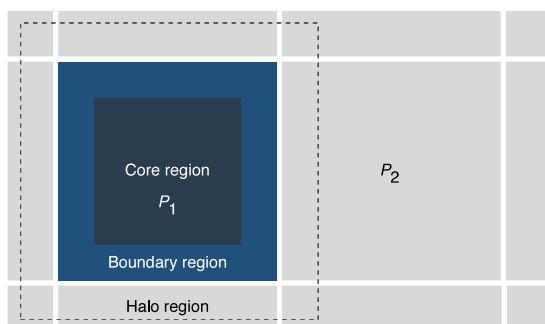 Core region
P₁
P₂
Boundary region
Halo region